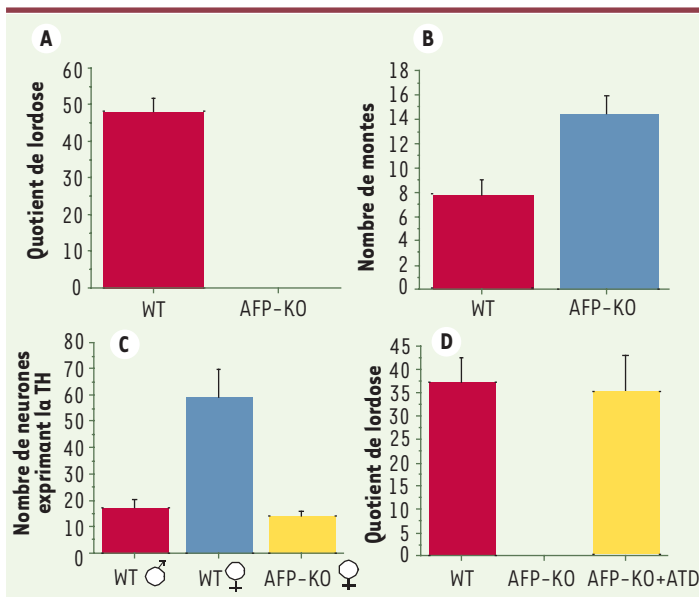 A
Quotient de lordose
60
50
40
30
20
10
0
WT AFP-KO
B
Nombre de montes
18
16
14
12
10
8
6
4
2
0
WT AFP-KO
C
Nombre de neurones
exprimant la TH
80
70
60
50
40
30
20
10
0
WT ♂ WT ♀ AFP-KO ♀
D
Quotient de lordose
45
40
35
30
25
20
15
10
5
0
WT AFP-KO AFP-KO+ATD